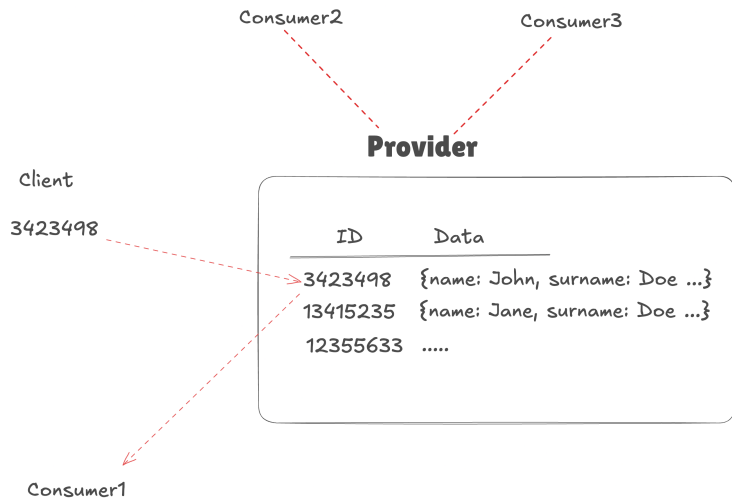 Consumer2
Consumer3
Provider
Client
3423498
ID Data
3423498 {name: John, surname: Doe ...}
13415235 {name: Jane, surname: Doe ...}
12355633 .....
Consumer1